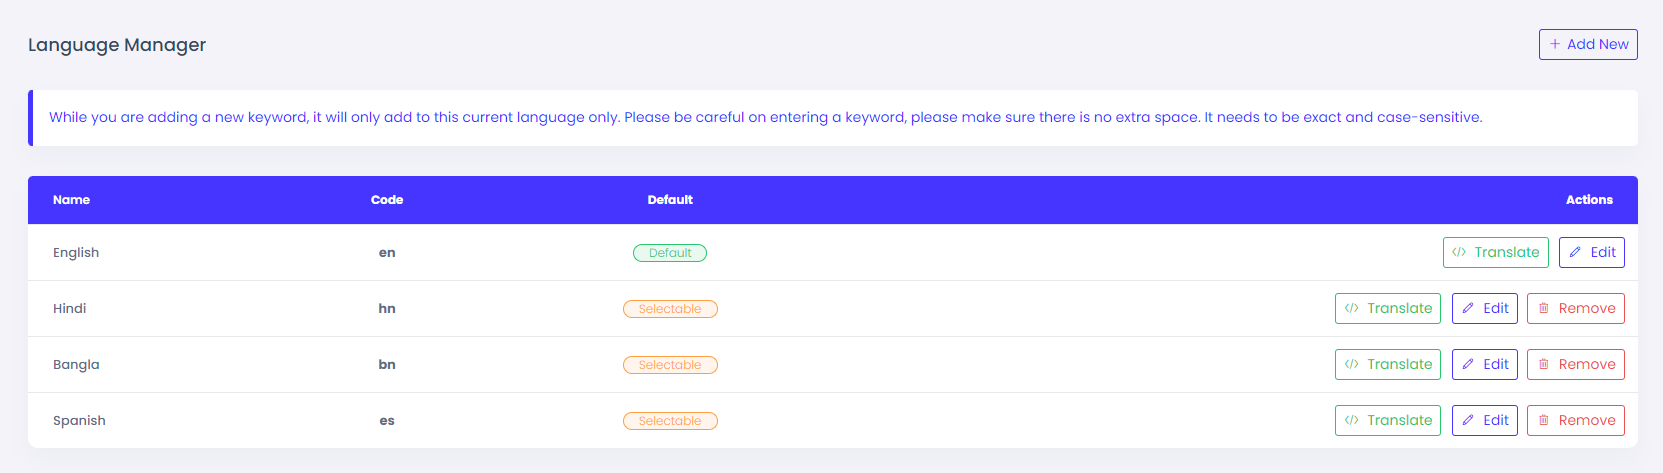 Language Manager
+ Add New
While you are adding a new keyword, it will only add to this current language only. Please be careful on entering a keyword, please make sure there is no extra space. It needs to be exact and case-sensitive.
Name Code Default Actions
English en Default </> Translate Edit
Hindi hn Selectable </> Translate Edit Remove
Bangla bn Selectable </> Translate Edit Remove
Spanish es Selectable </> Translate Edit Remove